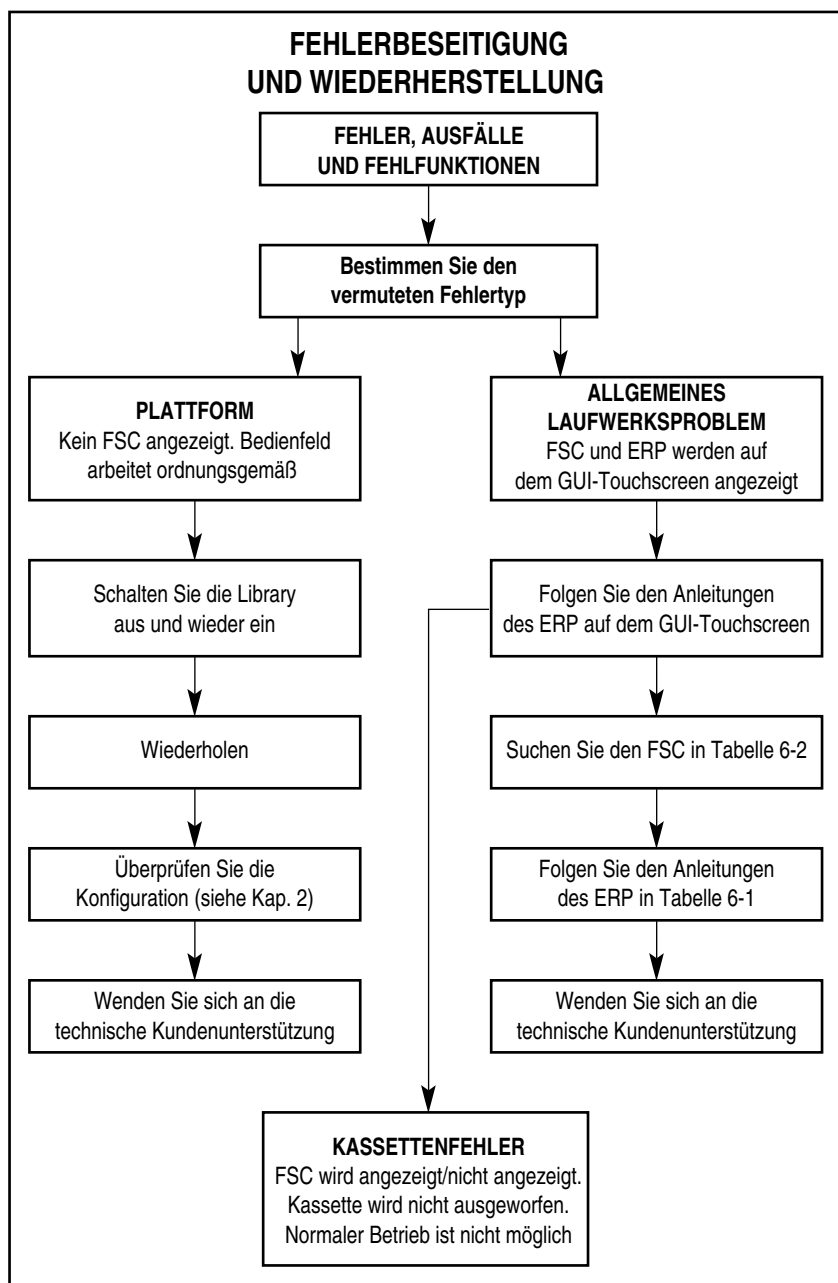 FEHLERBESEITIGUNG
UND WIEDERHERSTELLUNG
FEHLER, AUSFÄLLE
UND FEHLFUNKTIONEN
Bestimmen Sie den
vermuteten Fehlertyp
PLATTFORM
Kein FSC angezeigt. Bedienfeld
arbeitet ordnungsgemäß
Schalten Sie die Library
aus und wieder ein
Wiederholen
Überprüfen Sie die
Konfiguration (siehe Kap. 2)
Wenden Sie sich an die
technische Kundenunterstützung
ALLGEMEINES
LAUFWERKSPROBLEM
FSC und ERP werden auf
dem GUI-Touchscreen angezeigt
Folgen Sie den Anleitungen
des ERP auf dem GUI-Touchscreen
Suchen Sie den FSC in Tabelle 6-2
Folgen Sie den Anleitungen
des ERP in Tabelle 6-1
Wenden Sie sich an die
technische Kundenunterstützung
KASSETTENFEHLER
FSC wird angezeigt/nicht angezeigt.
Kassette wird nicht ausgeworfen.
Normaler Betrieb ist nicht möglich